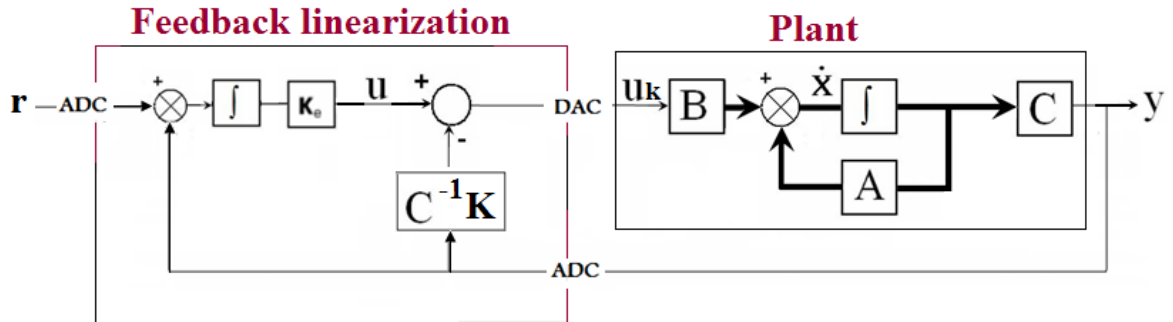 Feedback linearization
Plant
r ADC + ∫ Ke u + - DAC uk B + ẋ ∫ C y
C⁻¹K
A
ADC